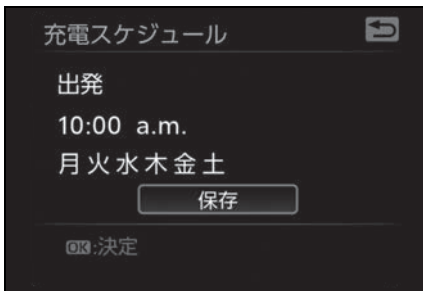 充電スケジュール
出発
10:00 a.m.
月火水木金土
保存
OK:決定